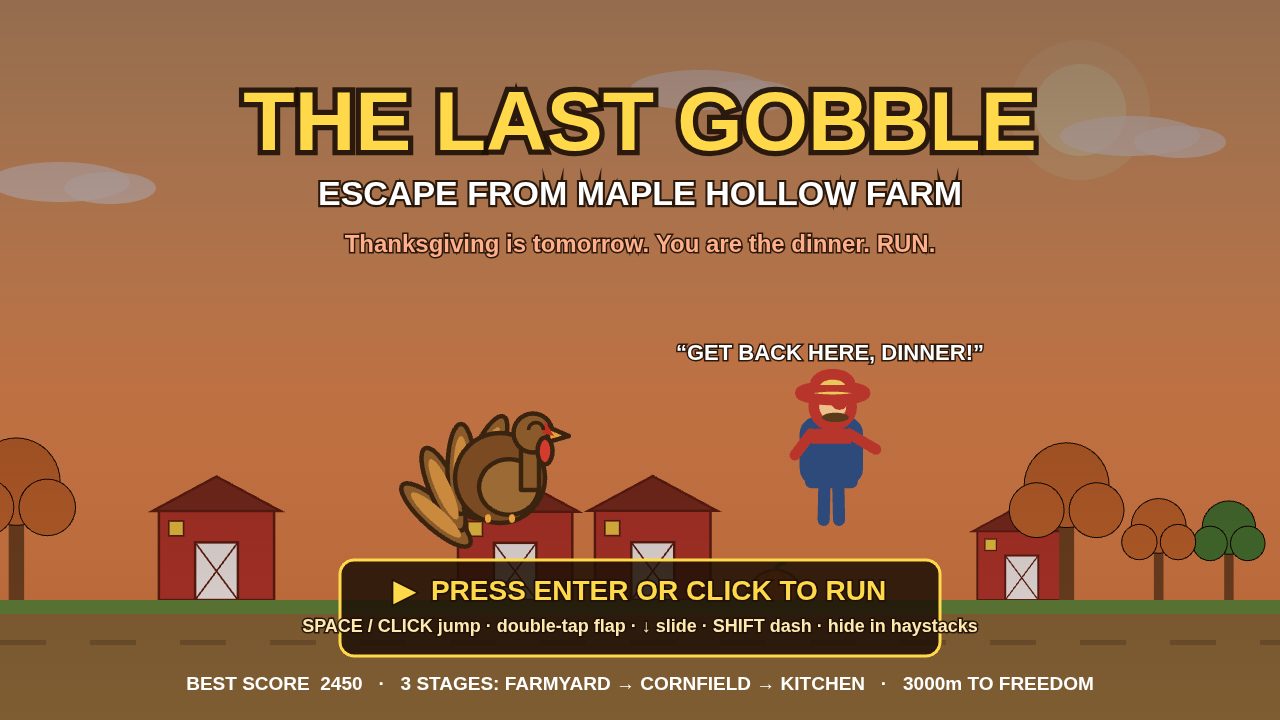 THE LAST GOBBLE
ESCAPE FROM MAPLE HOLLOW FARM
Thanksgiving is tomorrow. You are the dinner. RUN.
“GET BACK HERE, DINNER!”
▶ PRESS ENTER OR CLICK TO RUN
SPACE / CLICK jump · double-tap flap · ↓ slide · SHIFT dash · hide in haystacks
BEST SCORE 2450 · 3 STAGES: FARMYARD → CORNFIELD → KITCHEN · 3000m TO FREEDOM